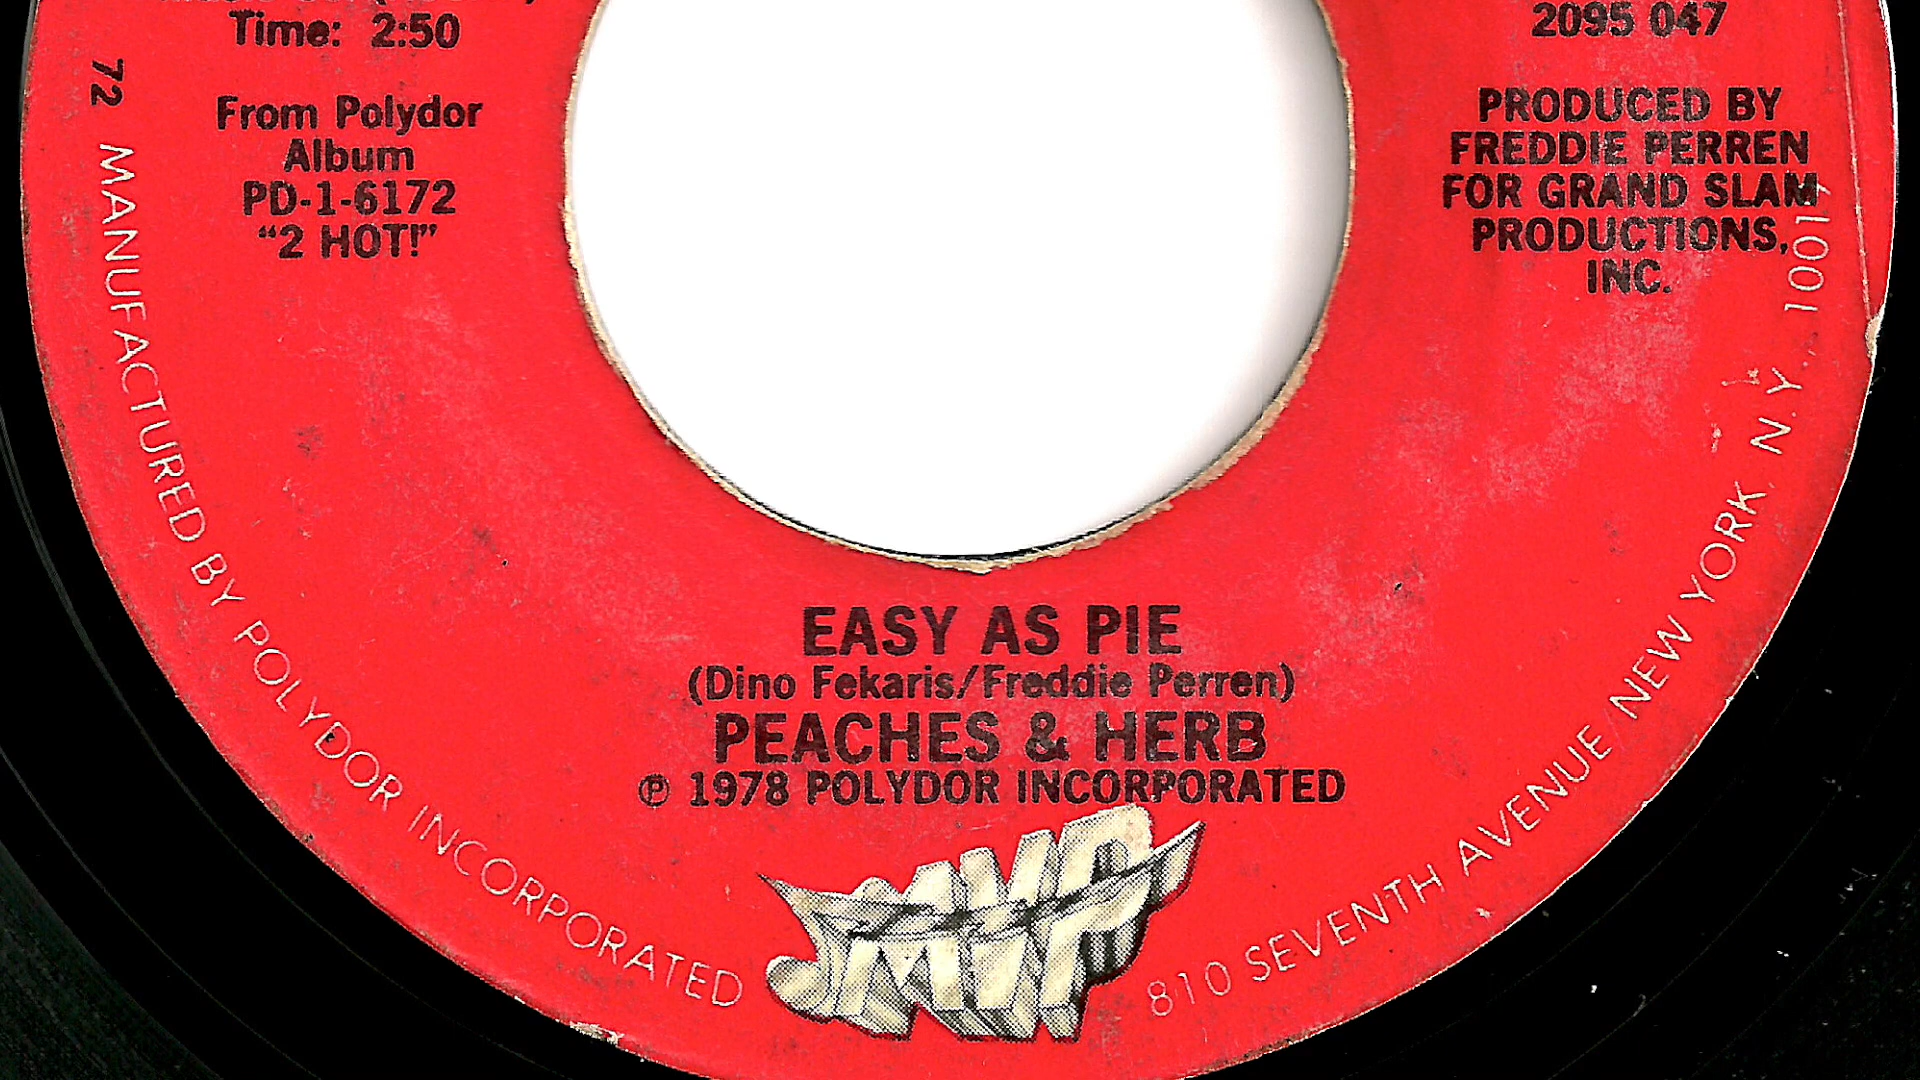 Time: 2:50
From Polydor
Album
PD-1-6172
“2 HOT!”
2095 047
PRODUCED BY
FREDDIE PERREN
FOR GRAND SLAM
PRODUCTIONS,
INC.
EASY AS PIE
(Dino Fekaris/Freddie Perren)
PEACHES & HERB
℗ 1978 POLYDOR INCORPORATED
72 MANUFACTURED BY POLYDOR INCORPORATED
810 SEVENTH AVENUE, NEW YORK, N.Y. 10017